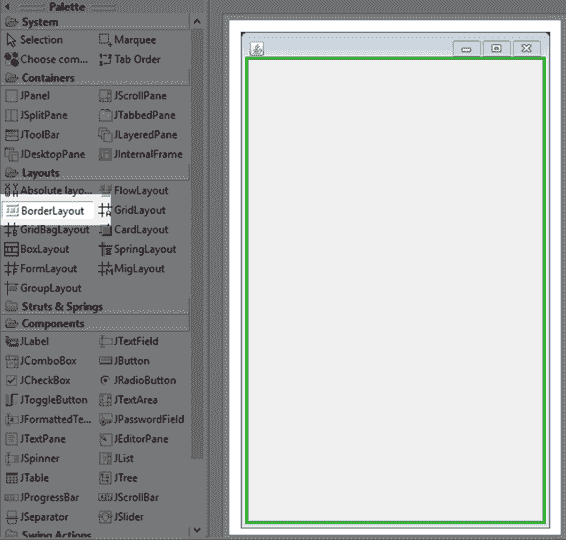 Palette
System
Selection Marquee
Choose com... Tab Order
Containers
JPanel JScrollPane
JSplitPane JTabbedPane
JToolBar JLayeredPane
JDesktopPane JInternalFrame
Layouts
Absolute layo... FlowLayout
BorderLayout GridLayout
GridBagLayout CardLayout
BoxLayout SpringLayout
FormLayout MigLayout
GroupLayout
Struts & Springs
Components
JLabel JTextField
JComboBox JButton
JCheckBox JRadioButton
JToggleButton JTextArea
JFormattedTe... JPasswordField
JTextPane JEditorPane
JSpinner JList
JTable JTree
JProgressBar JScrollBar
JSeparator JSlider
Swing Actions